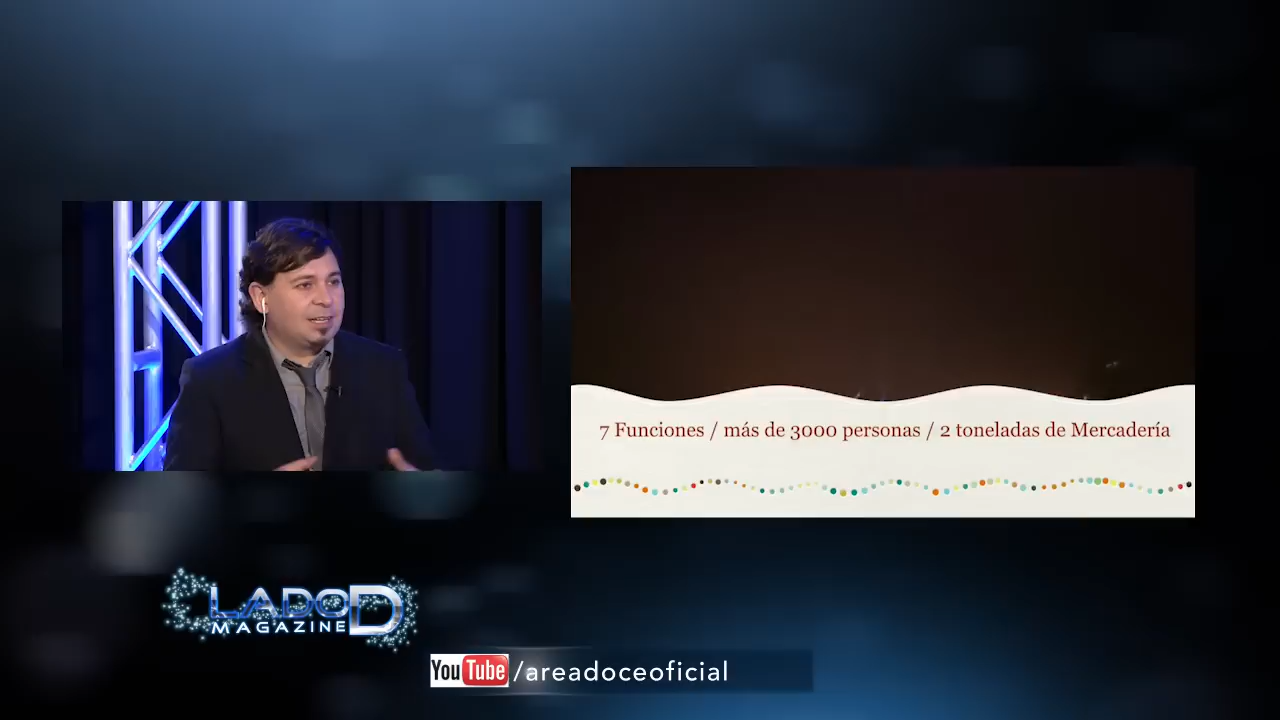 7 Funciones / más de 3000 personas / 2 toneladas de Mercadería
LADO D
MAGAZINE
YouTube /areadoceoficial